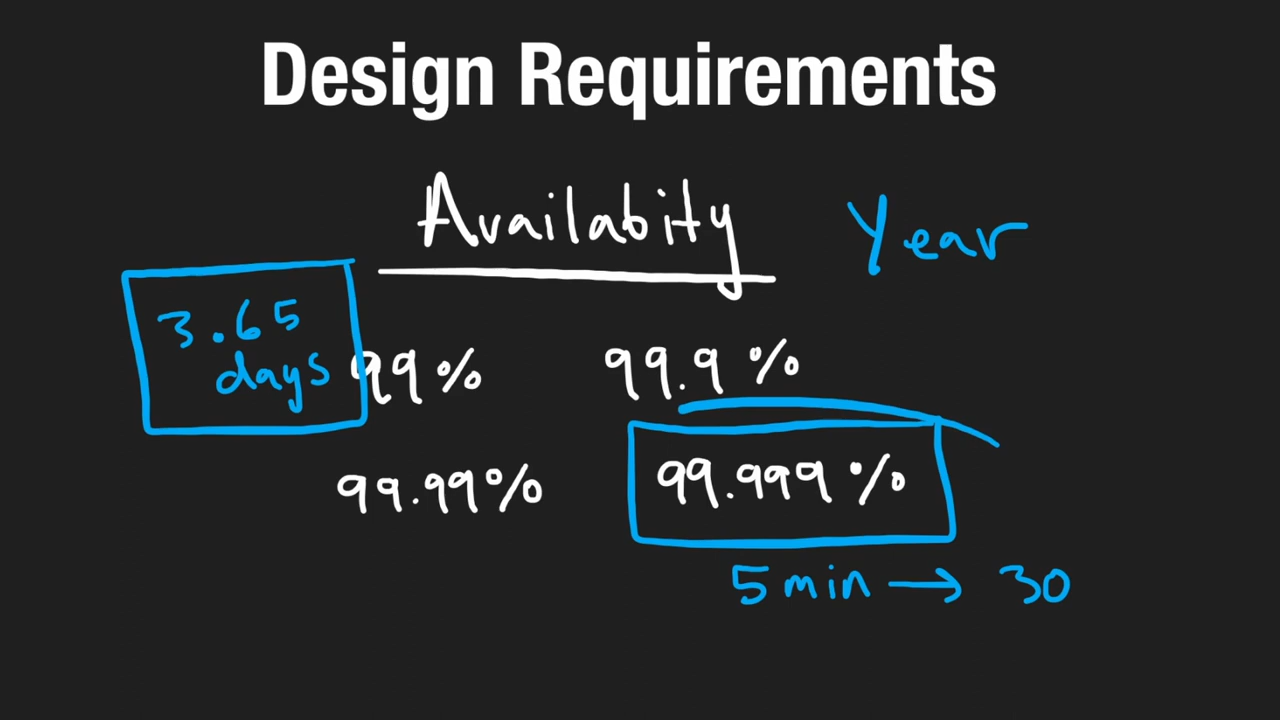 Design Requirements
Availabity
Year
3.65
days
99%
99.9%
99.99%
99.999%
5 min → 30